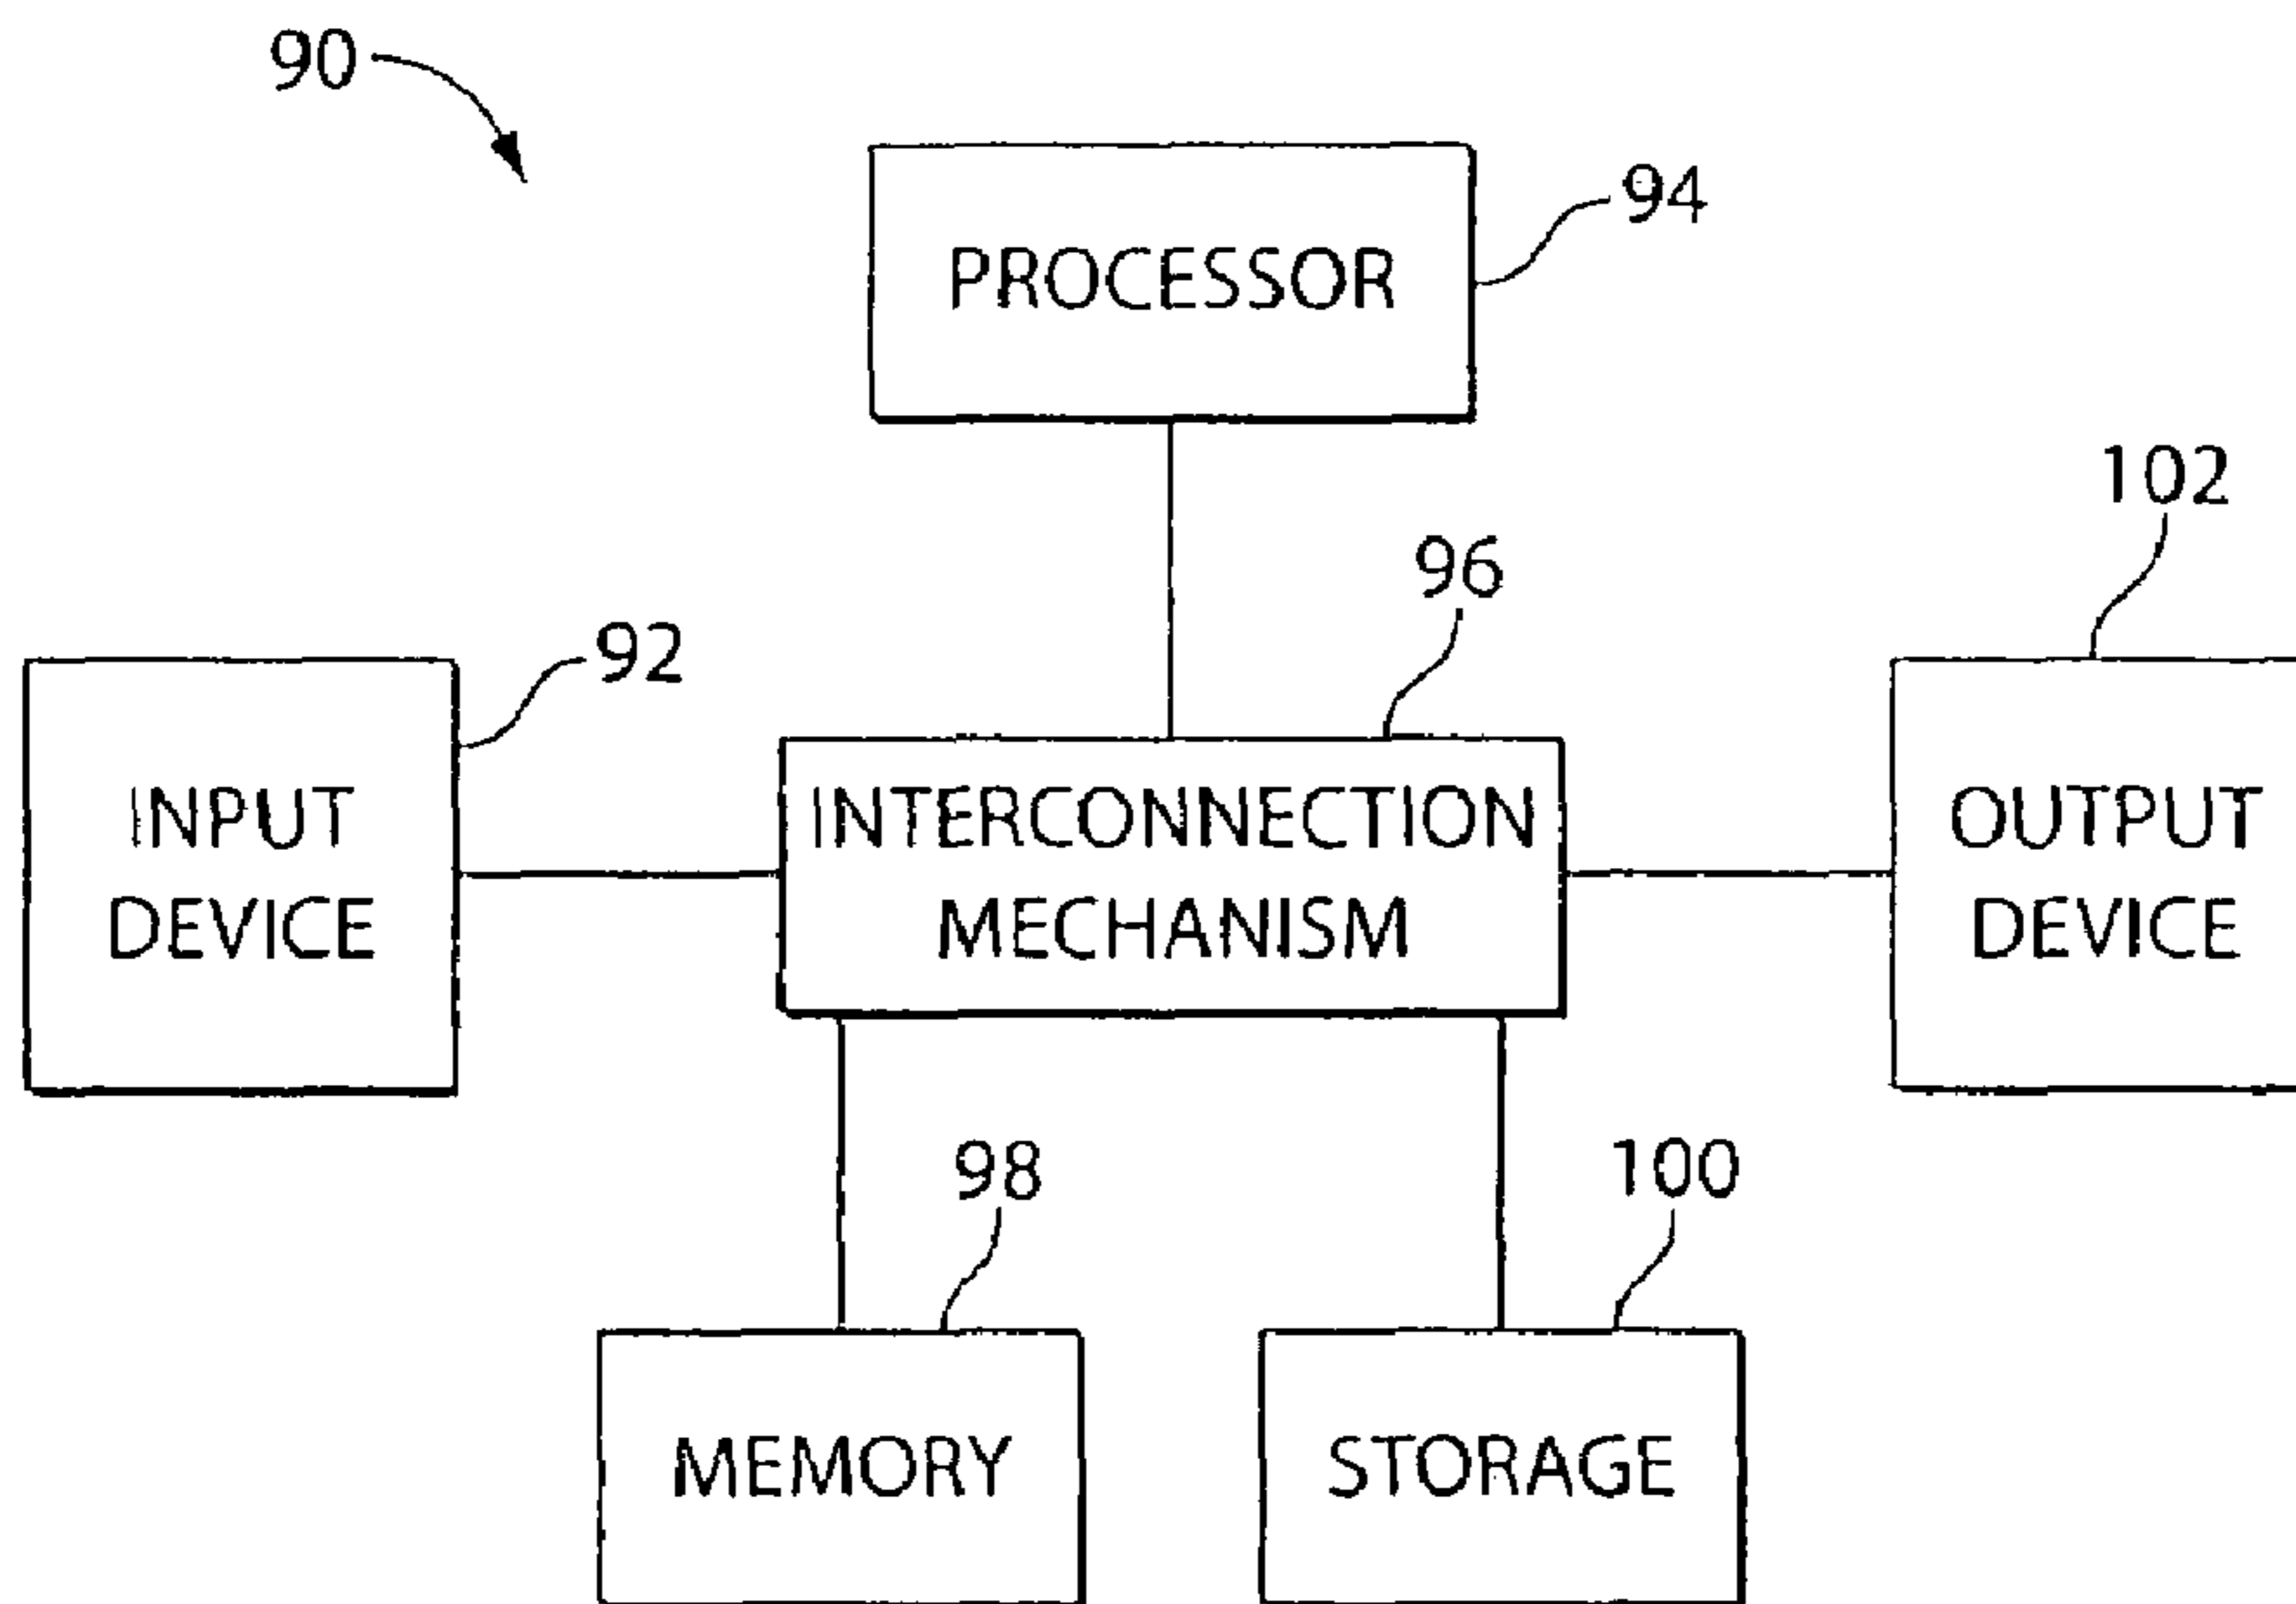 90
PROCESSOR
94
102
96
92
INPUT
DEVICE
INTERCONNECTION
MECHANISM
OUTPUT
DEVICE
98
100
MEMORY
STORAGE